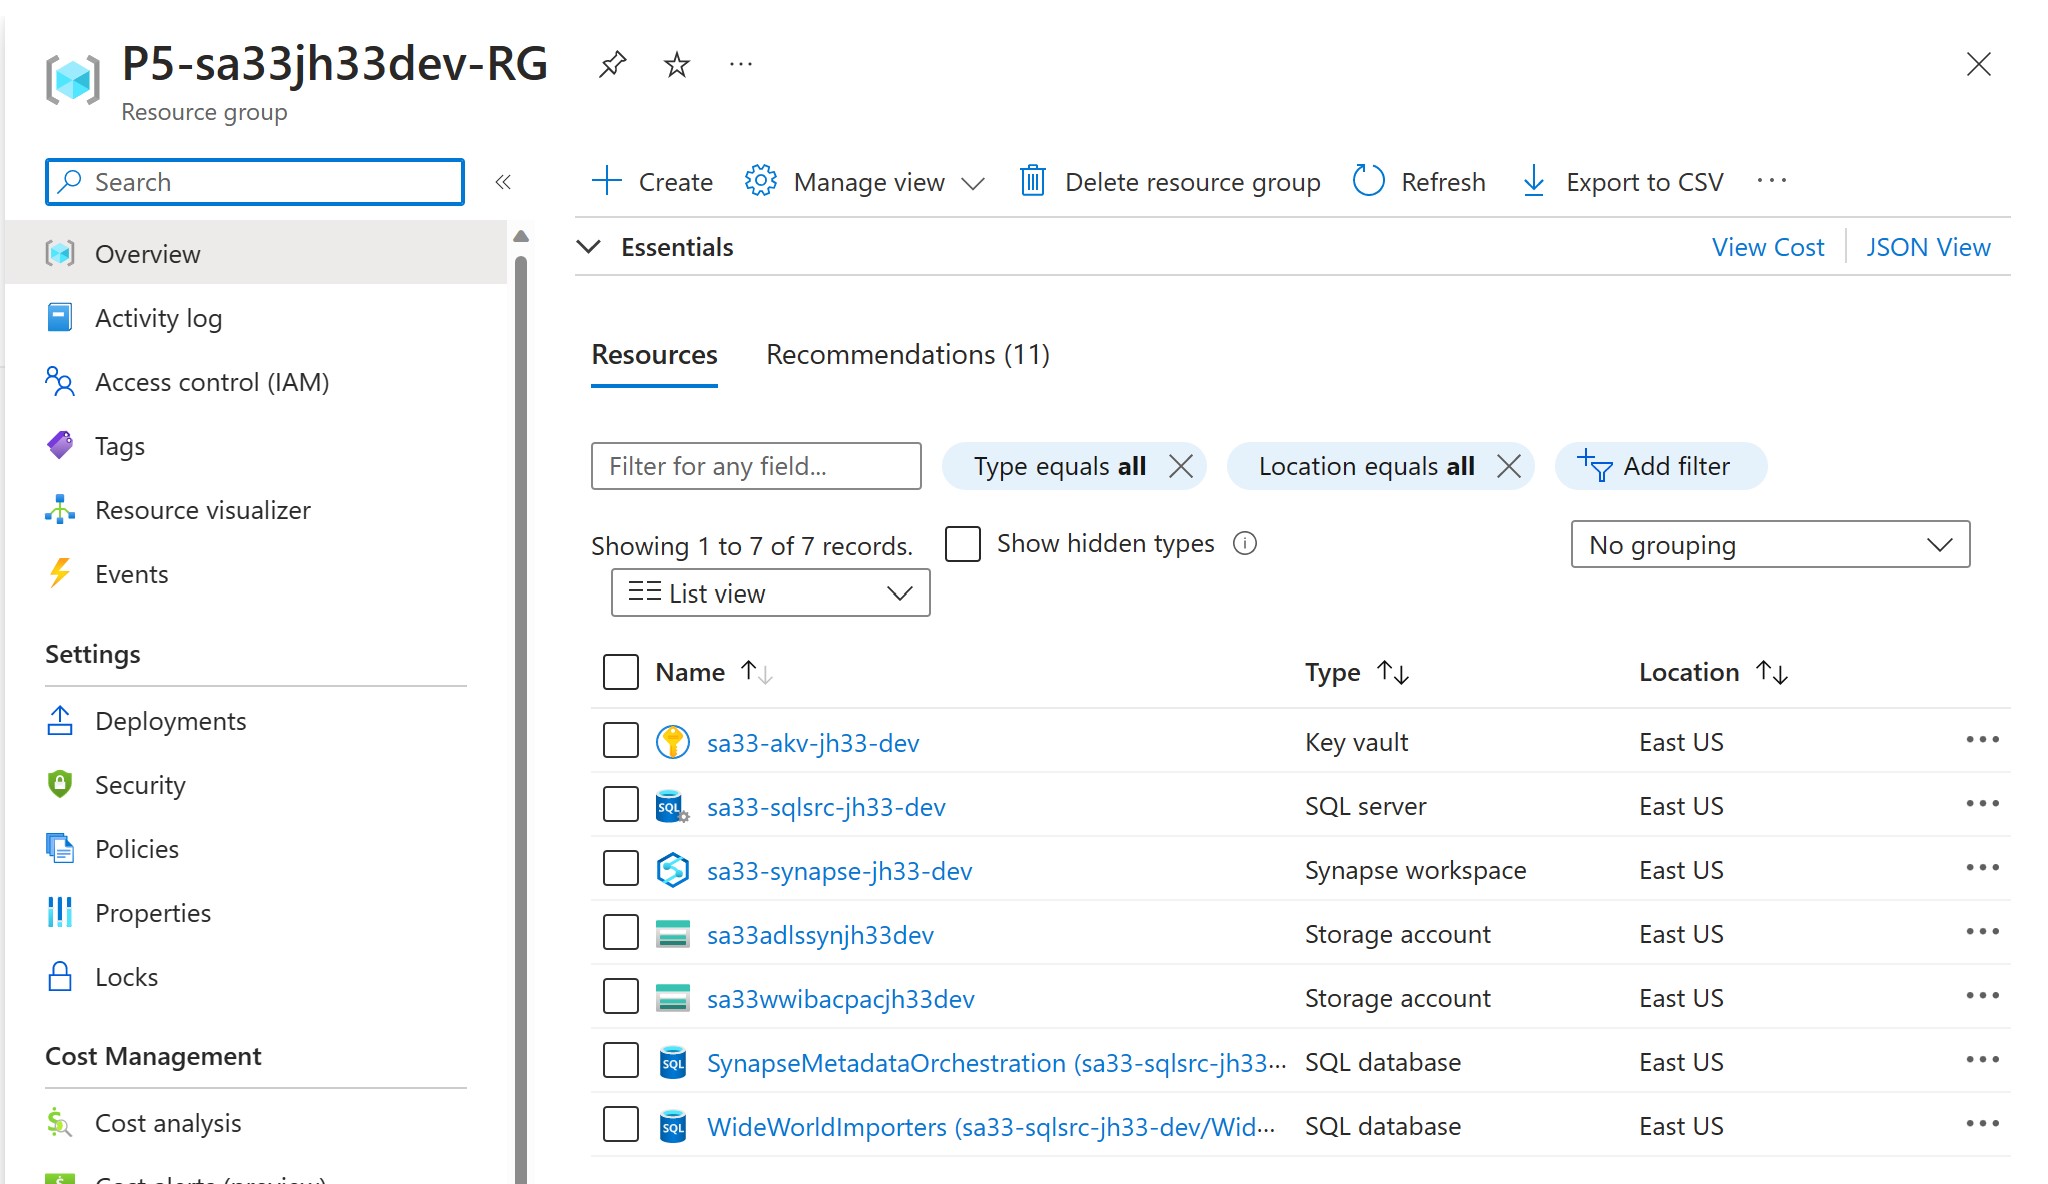 P5-sa33jh33dev-RG
Resource group
Search
Overview
Activity log
Access control (IAM)
Tags
Resource visualizer
Events
Settings
Deployments
Security
Policies
Properties
Locks
Cost Management
Cost analysis
Cost alerts (preview)
Create
Manage view
Delete resource group
Refresh
Export to CSV
Essentials
View Cost
JSON View
Resources
Recommendations (11)
Filter for any field...
Type equals all
Location equals all
Add filter
Showing 1 to 7 of 7 records.
Show hidden types
No grouping
List view
Name Type Location
sa33-akv-jh33-dev Key vault East US
sa33-sqlsrc-jh33-dev SQL server East US
sa33-synapse-jh33-dev Synapse workspace East US
sa33adlssynjh33dev Storage account East US
sa33wwibacpacjh33dev Storage account East US
SynapseMetadataOrchestration (sa33-sqlsrc-jh33... SQL database East US
WideWorldImporters (sa33-sqlsrc-jh33-dev/Wid... SQL database East US